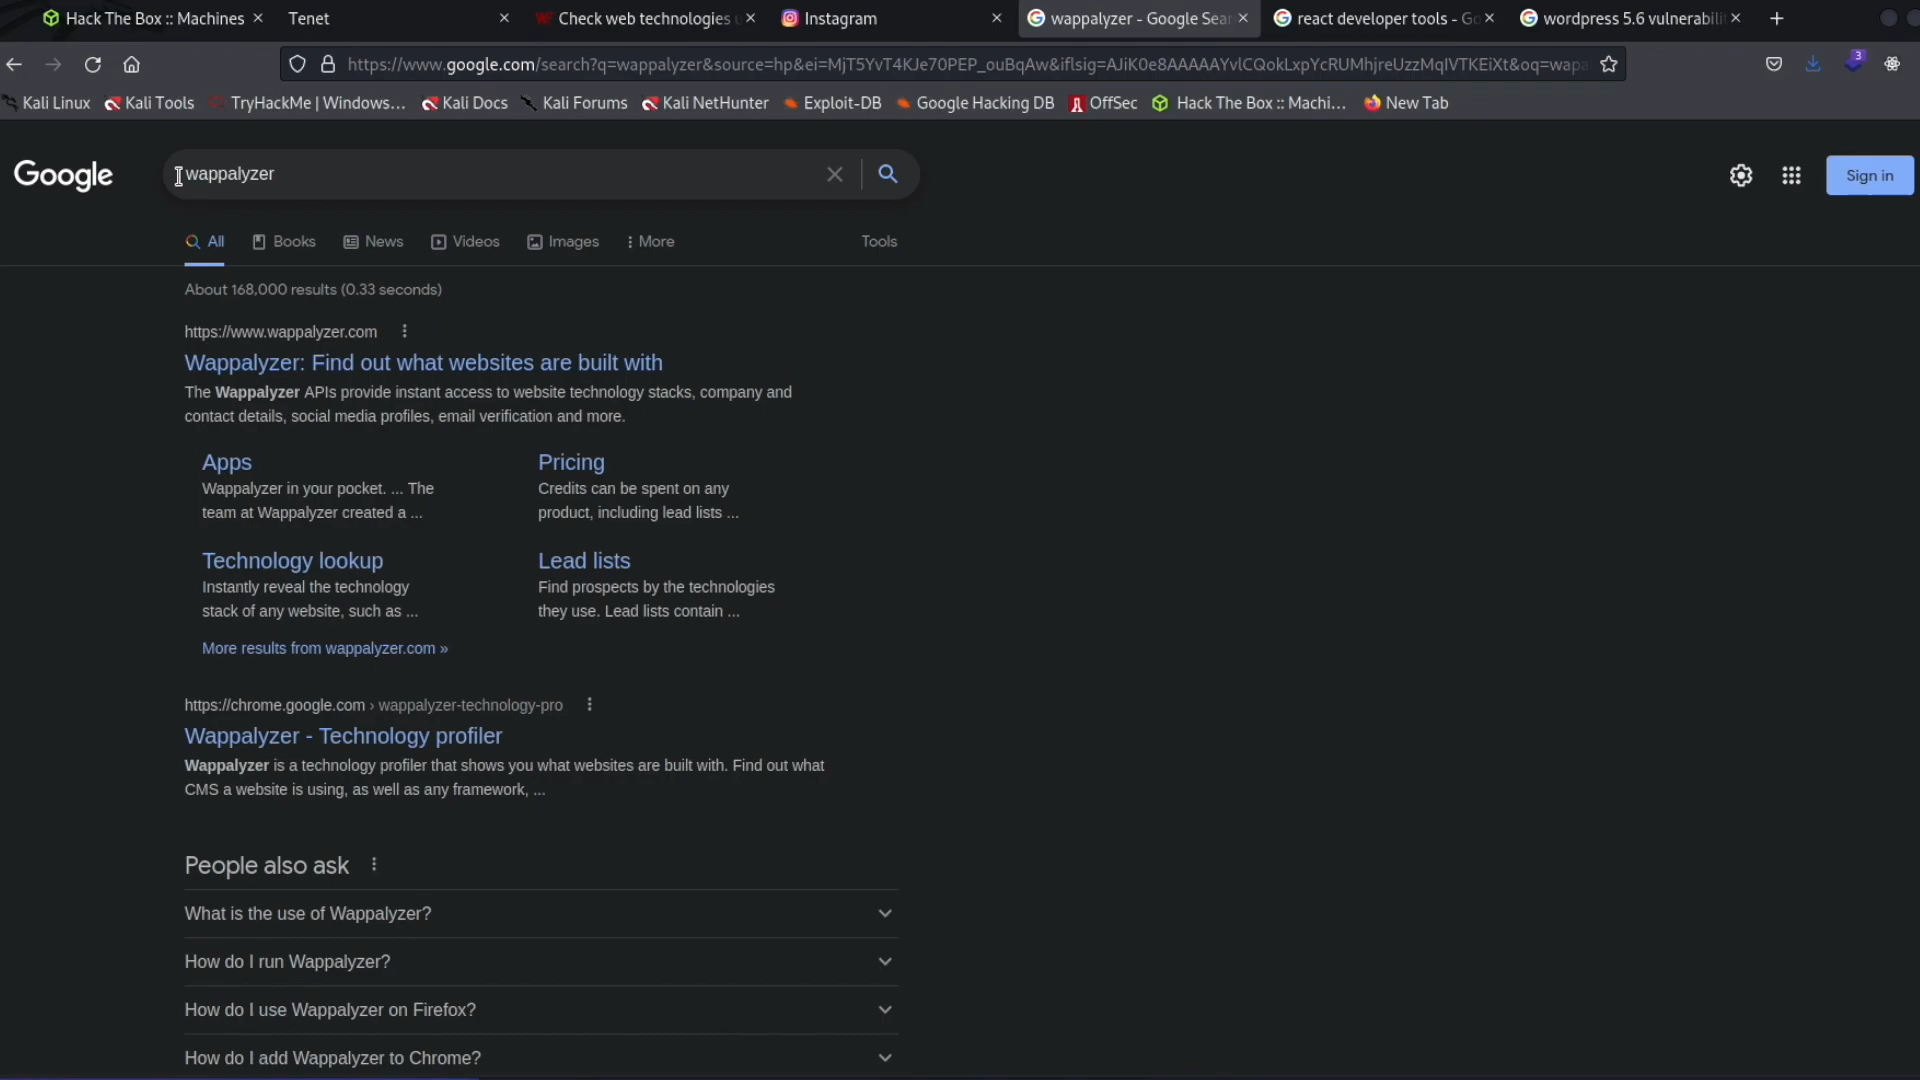 Hack The Box :: Machines
Tenet
Check web technologies u
Instagram
wappalyzer - Google Sear
react developer tools - Go
wordpress 5.6 vulnerabilit
https://www.google.com/search?q=wappalyzer&source=hp&ei=MjT5YvT4KJe70PEP_ouBqAw&iflsig=AJiK0e8AAAAAYvlCQokLxpYcRUMhjreUzzMqIVTKEiXt&oq=wapa
3
Kali Linux
Kali Tools
TryHackMe | Windows...
Kali Docs
Kali Forums
Kali NetHunter
Exploit-DB
Google Hacking DB
OffSec
Hack The Box :: Machi...
New Tab
Google
wappalyzer
Sign in
All
Books
News
Videos
Images
More
Tools
About 168,000 results (0.33 seconds)
https://www.wappalyzer.com
Wappalyzer: Find out what websites are built with
The Wappalyzer APIs provide instant access to website technology stacks, company and
contact details, social media profiles, email verification and more.
Apps
Wappalyzer in your pocket. ... The
team at Wappalyzer created a ...
Pricing
Credits can be spent on any
product, including lead lists ...
Technology lookup
Instantly reveal the technology
stack of any website, such as ...
Lead lists
Find prospects by the technologies
they use. Lead lists contain ...
More results from wappalyzer.com »
https://chrome.google.com › wappalyzer-technology-pro
Wappalyzer - Technology profiler
Wappalyzer is a technology profiler that shows you what websites are built with. Find out what
CMS a website is using, as well as any framework, ...
People also ask
What is the use of Wappalyzer?
How do I run Wappalyzer?
How do I use Wappalyzer on Firefox?
How do I add Wappalyzer to Chrome?